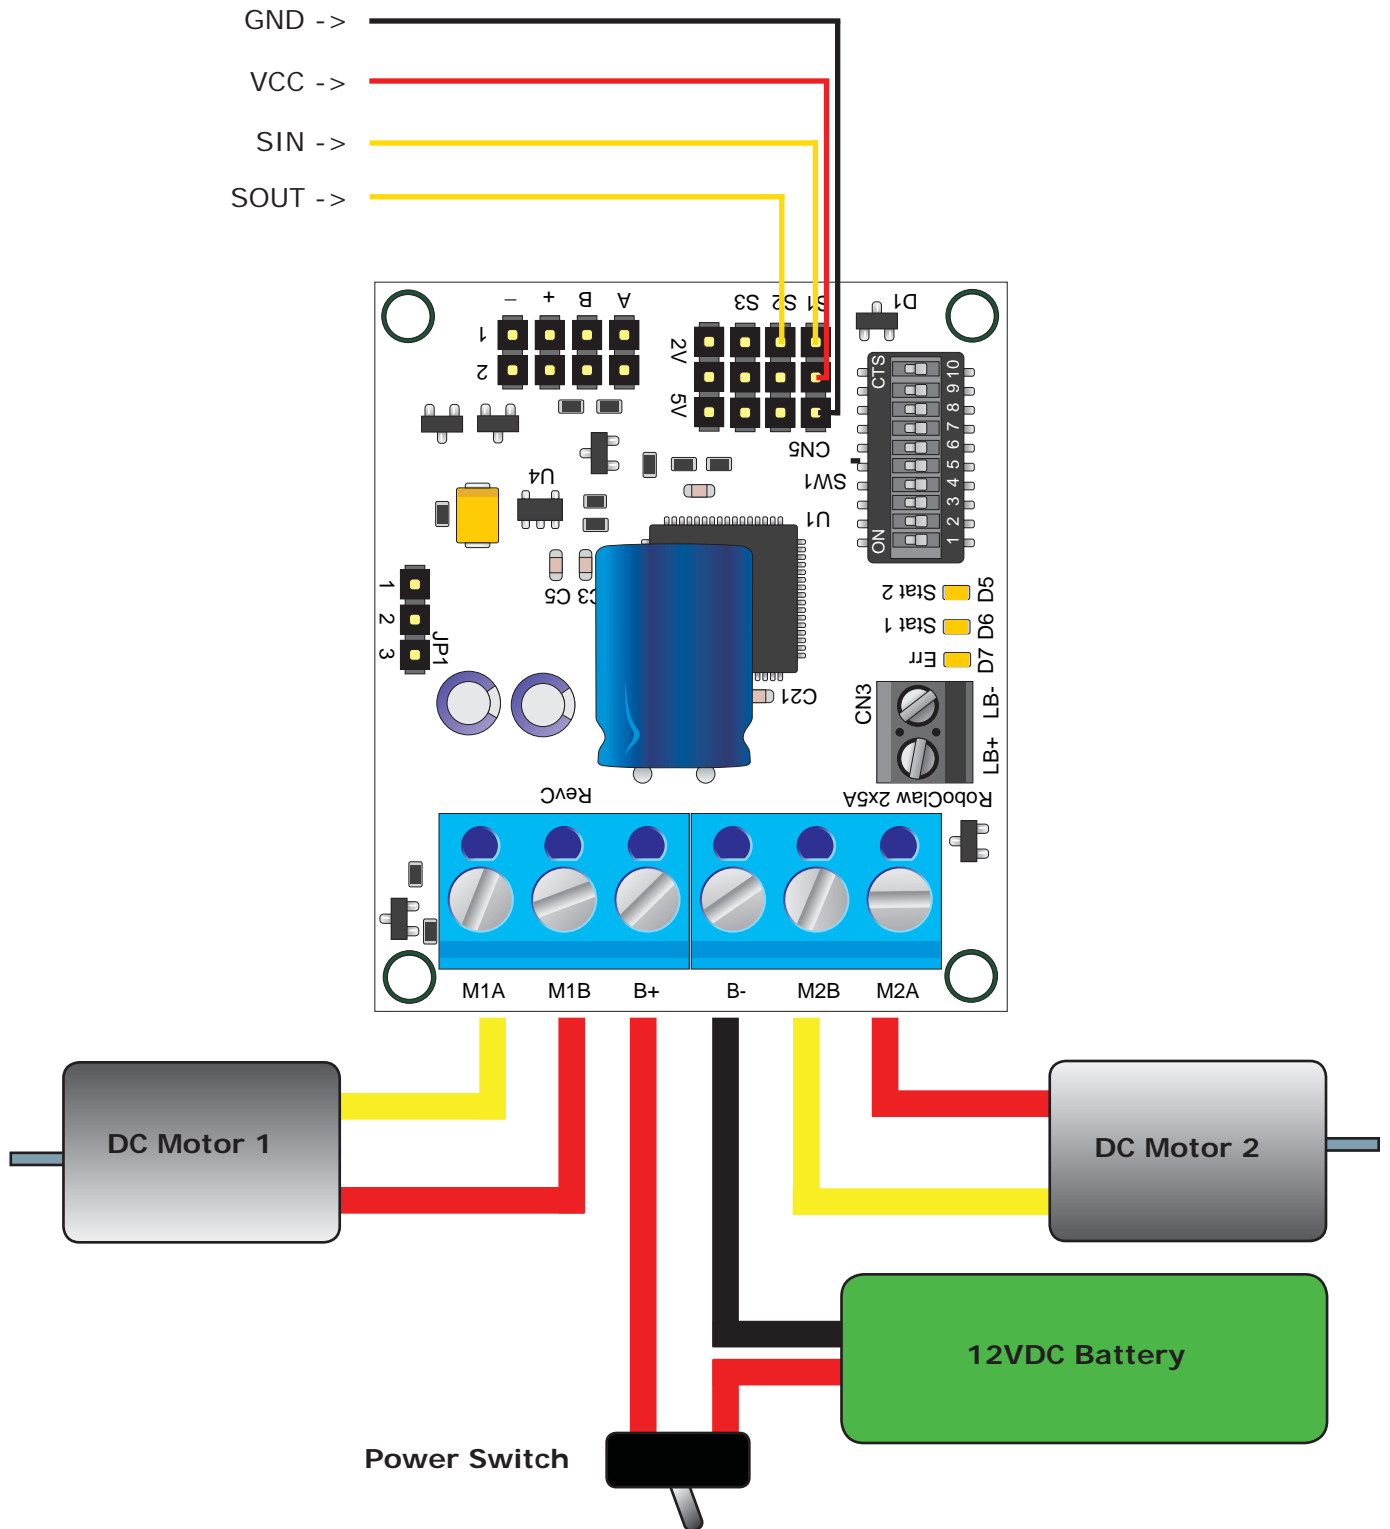 GND ->
VCC ->
SIN ->
SOUT ->
− + B A
1
2
S3 S2 S1
2V
5V
D1
CN5
CTS
ON
1 2 3 4 5 6 7 8 9 10
SW1
U4
U1
C5 C3
1
2
3
JP1
Stat 2 D5
Stat 1 D6
Err D7
C21
CN3
LB-
LB+
RevC
RoboClaw 2x5A
M1A M1B B+ B- M2B M2A
DC Motor 1
DC Motor 2
12VDC Battery
Power Switch